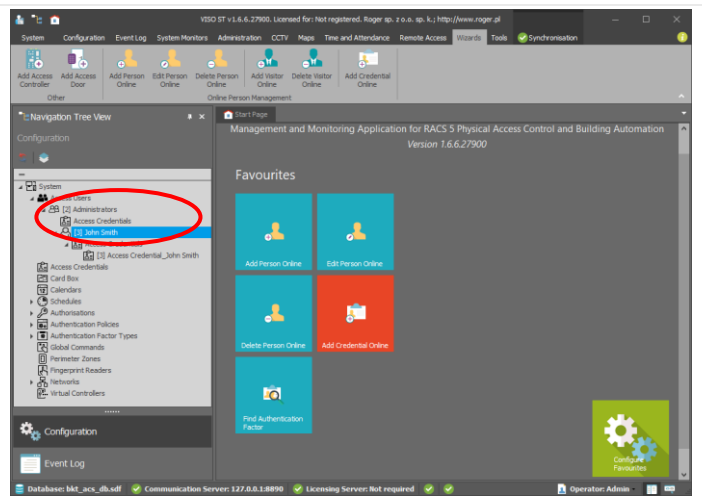 VISO ST v1.6.6.27900. Licensed for: Not registered. Roger sp. z o.o. sp. k.; http://www.roger.pl
System Configuration Event Log System Monitors Administration CCTV Maps Time and Attendance Remote Access Wizards Tools Synchronisation
Add Access Controller
Add Access Door
Add Person Online
Edit Person Online
Delete Person Online
Add Visitor Online
Delete Visitor Online
Add Credential Online
Other
Online Person Management
Navigation Tree View
Start Page
Configuration
Management and Monitoring Application for RACS 5 Physical Access Control and Building Automation
Version 1.6.6.27900
Favourites
System
Access Users
[2] Administrators
Access Credentials
[3] John Smith
Access Credentials
[3] Access Credential_John Smith
Access Credentials
Card Box
Calendars
Schedules
Authorisations
Authentication Policies
Authentication Factor Types
Global Commands
Perimeter Zones
Fingerprint Readers
Networks
Virtual Controllers
Add Person Online
Edit Person Online
Delete Person Online
Add Credential Online
Find Authentication
Factor
Configure
Favourites
Configuration
Event Log
Database: bkt_acs_db.sdf Communication Server: 127.0.0.1:8890 Licensing Server: Not required Operator: Admin